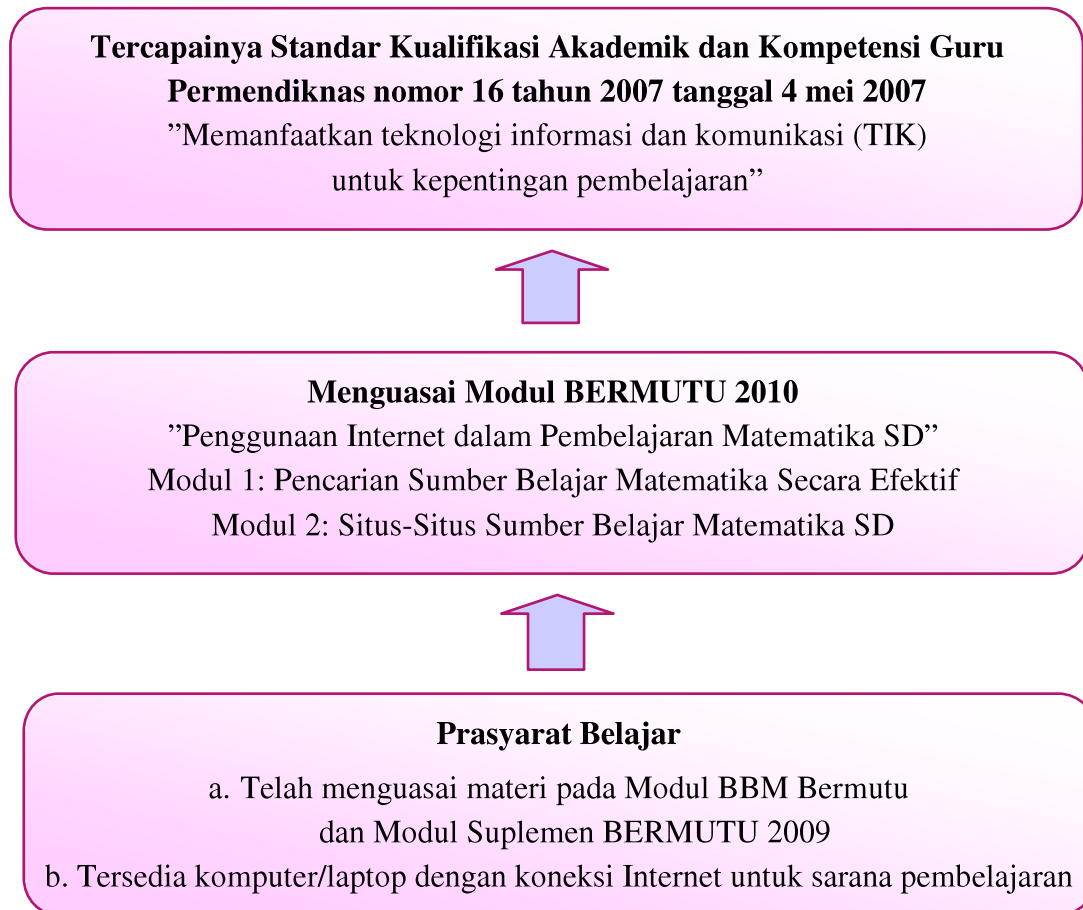 Tercapainya Standar Kualifikasi Akademik dan Kompetensi Guru
Permendiknas nomor 16 tahun 2007 tanggal 4 mei 2007
”Memanfaatkan teknologi informasi dan komunikasi (TIK)
untuk kepentingan pembelajaran”
Menguasai Modul BERMUTU 2010
”Penggunaan Internet dalam Pembelajaran Matematika SD”
Modul 1: Pencarian Sumber Belajar Matematika Secara Efektif
Modul 2: Situs-Situs Sumber Belajar Matematika SD
Prasyarat Belajar
a. Telah menguasai materi pada Modul BBM Bermutu
dan Modul Suplemen BERMUTU 2009
b. Tersedia komputer/laptop dengan koneksi Internet untuk sarana pembelajaran